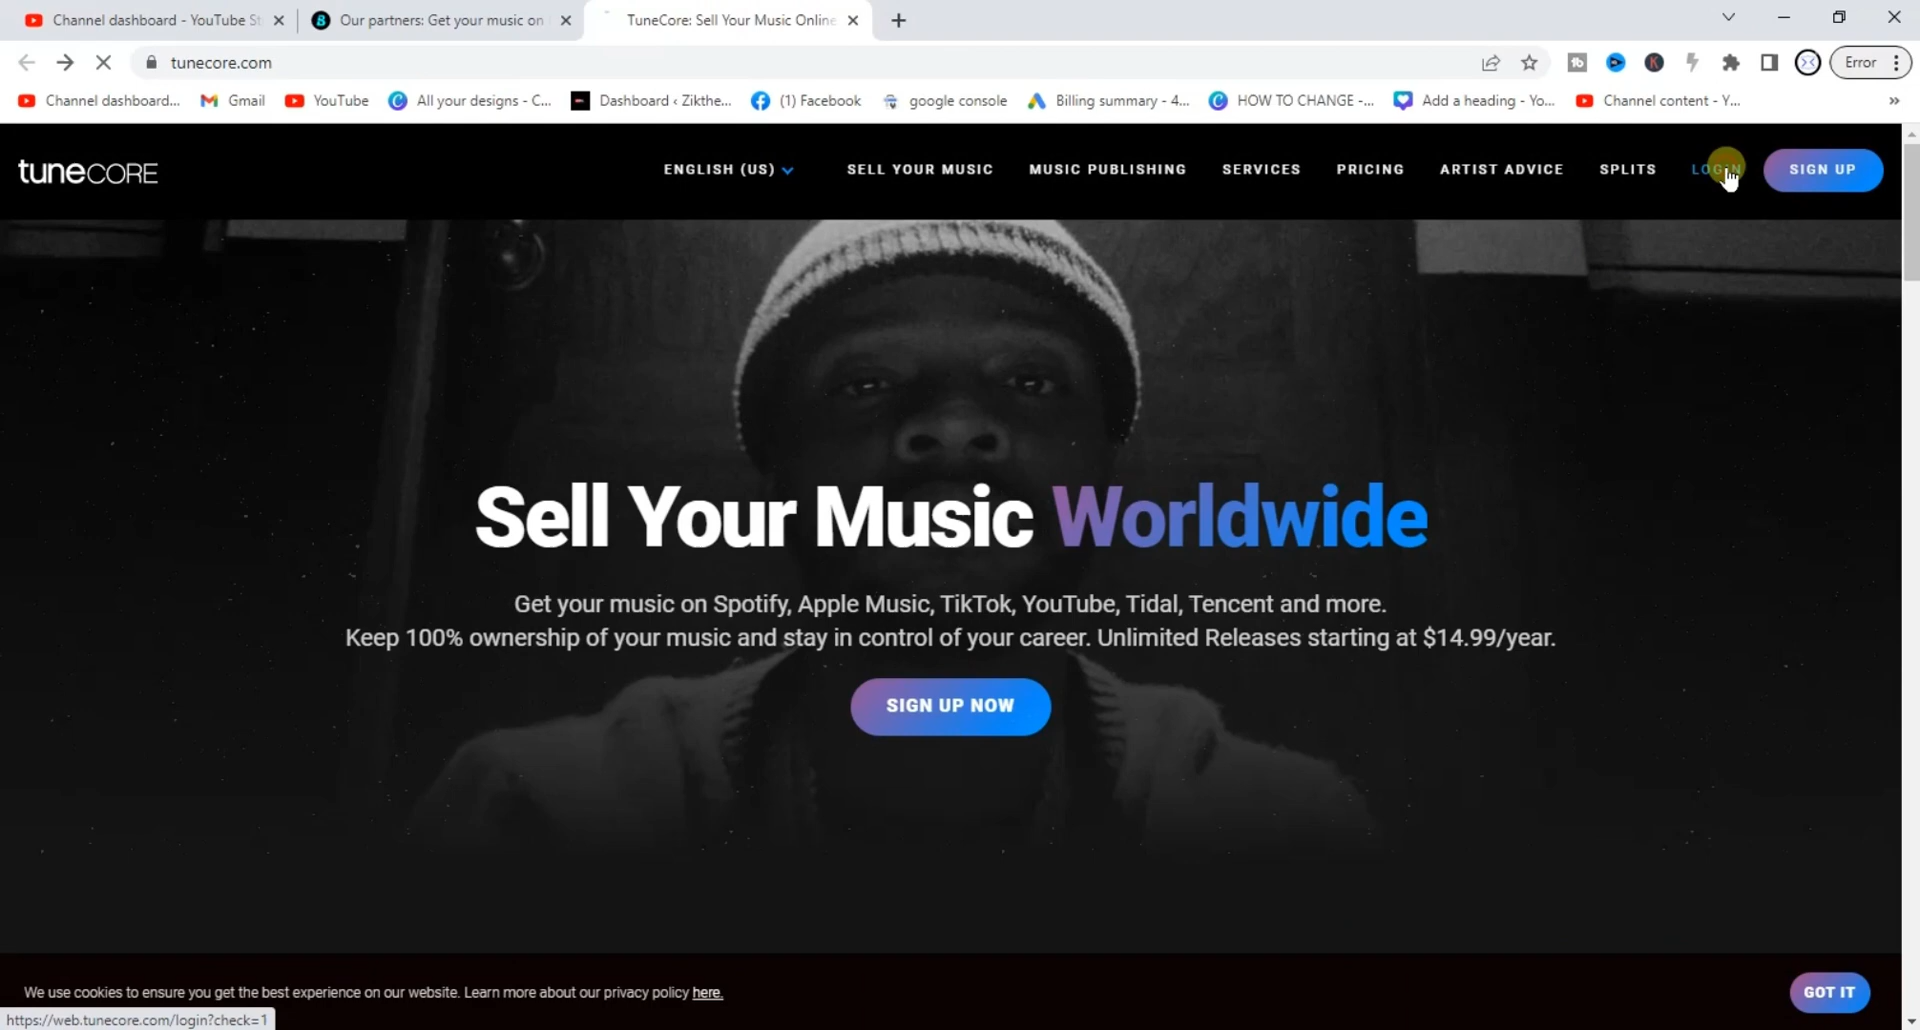 Channel dashboard - YouTube St
Our partners: Get your music on
TuneCore: Sell Your Music Online
tunecore.com
Error
Channel dashboard...
Gmail
YouTube
All your designs - C...
Dashboard ‹ Zikthe...
(1) Facebook
google console
Billing summary - 4...
HOW TO CHANGE -...
Add a heading - Yo...
Channel content - Y...
»
tunecore
ENGLISH (US)
SELL YOUR MUSIC
MUSIC PUBLISHING
SERVICES
PRICING
ARTIST ADVICE
SPLITS
LOGIN
SIGN UP
Sell Your Music Worldwide
Get your music on Spotify, Apple Music, TikTok, YouTube, Tidal, Tencent and more.
Keep 100% ownership of your music and stay in control of your career. Unlimited Releases starting at $14.99/year.
SIGN UP NOW
We use cookies to ensure you get the best experience on our website. Learn more about our privacy policy here.
GOT IT
https://web.tunecore.com/login?check=1